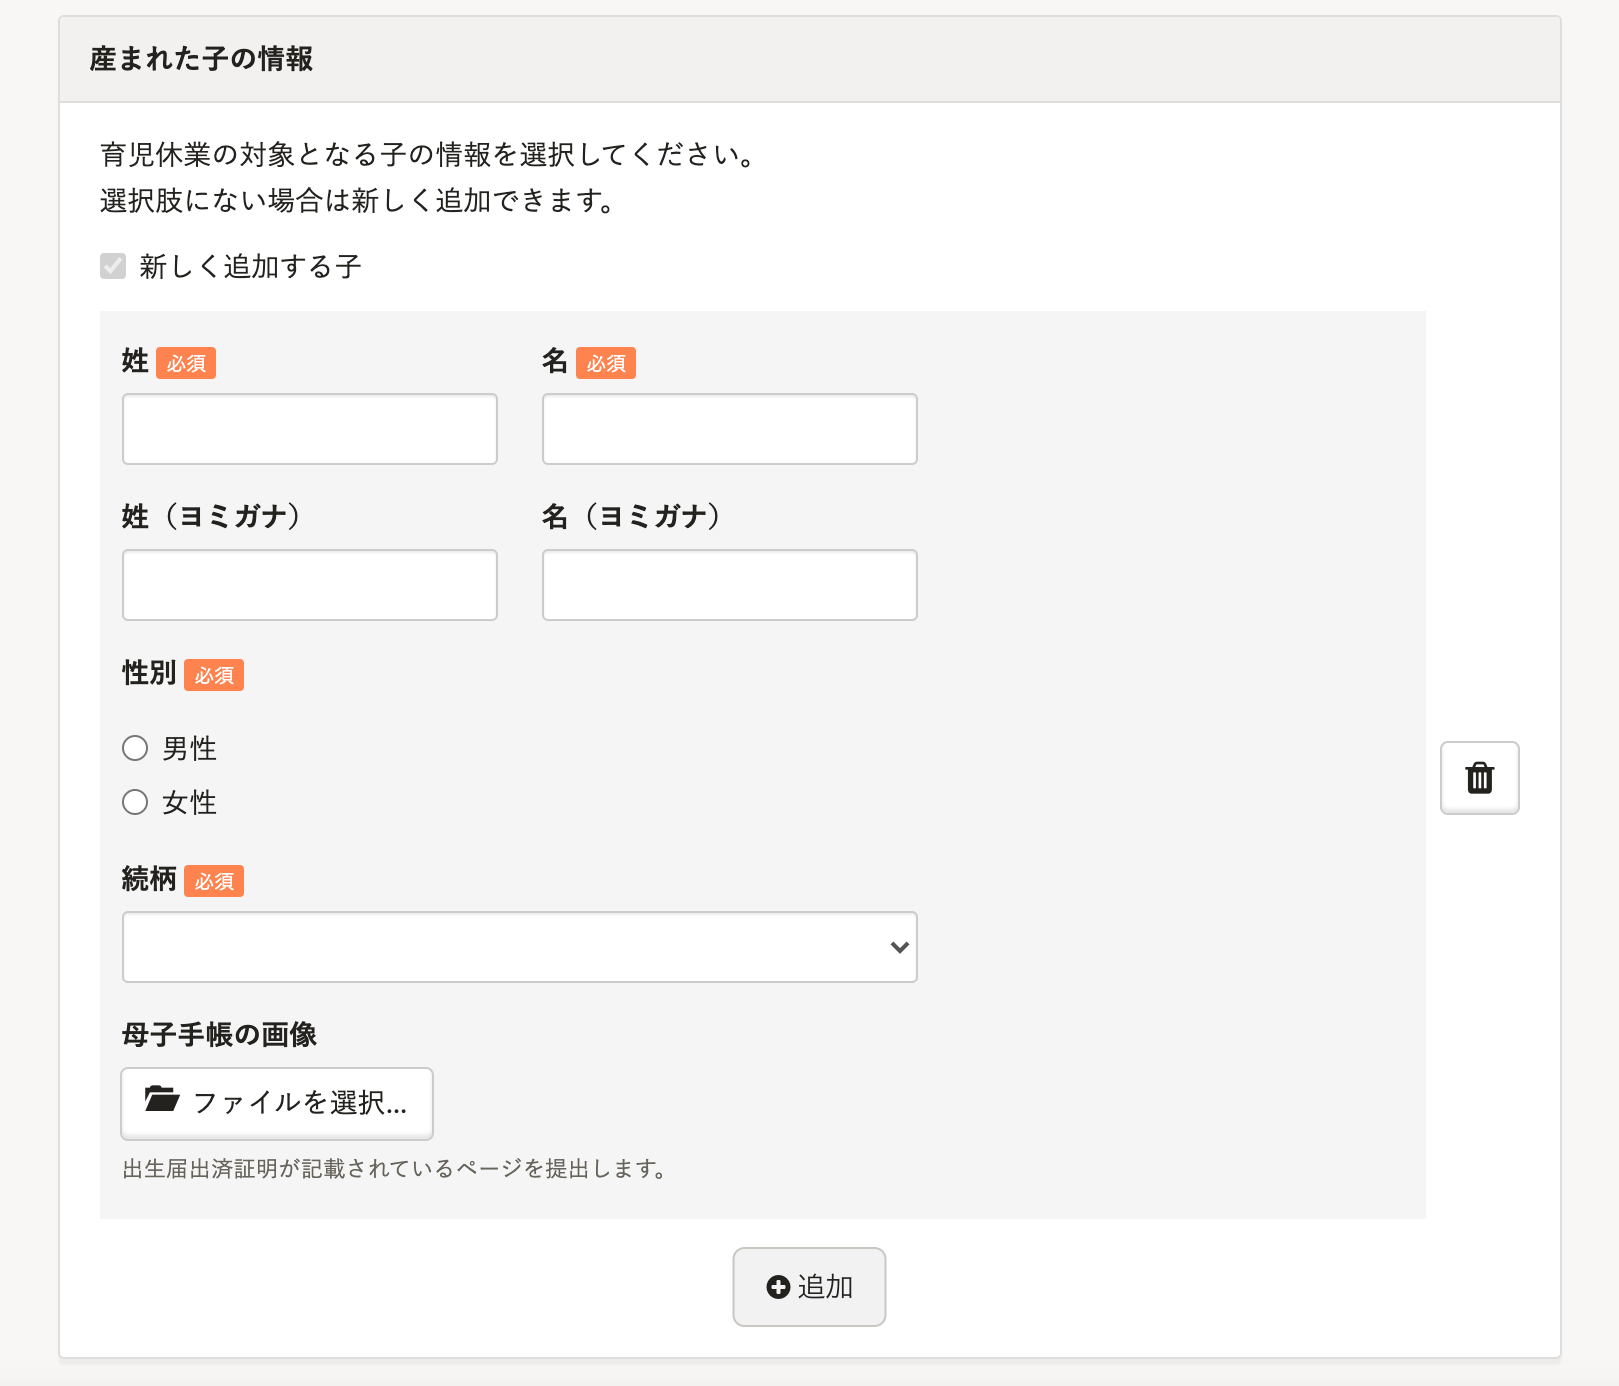 産まれた子の情報
育児休業の対象となる子の情報を選択してください。
選択肢にない場合は新しく追加できます。
新しく追加する子
姓 必須
名 必須
姓（ヨミガナ）
名（ヨミガナ）
性別 必須
男性
女性
続柄 必須
母子手帳の画像
ファイルを選択...
出生届出済証明が記載されているページを提出します。
追加